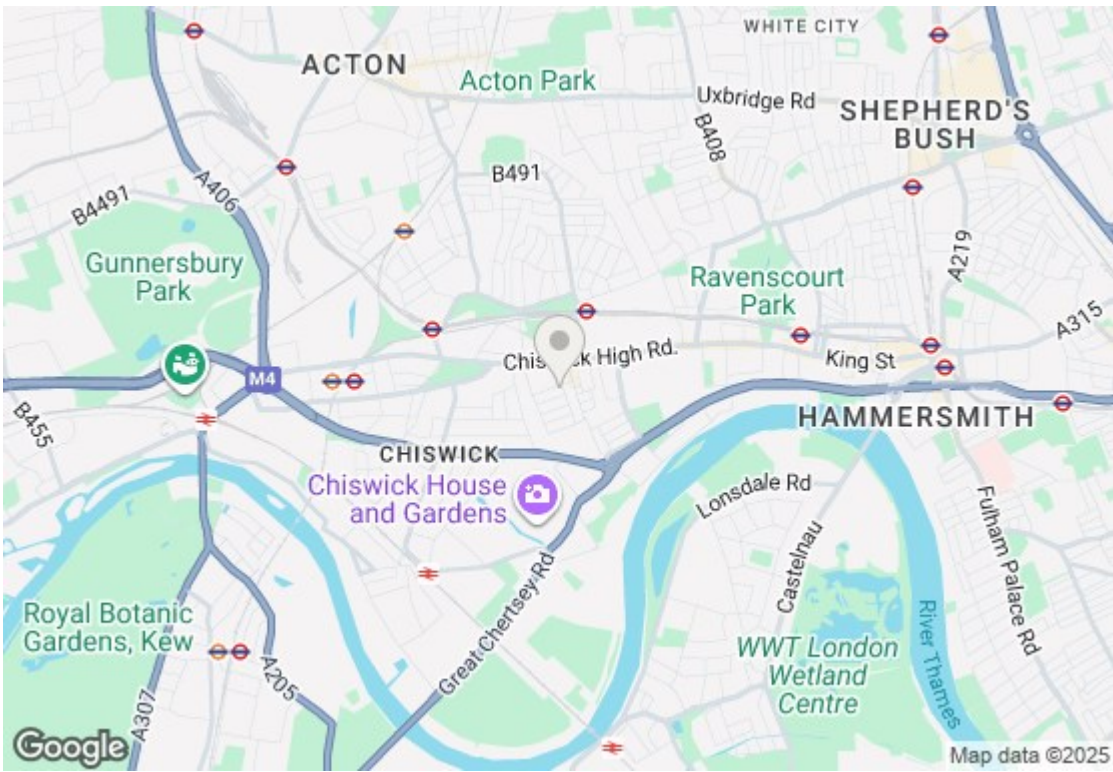 WHITE CITY
ACTON
Acton Park
Uxbridge Rd
SHEPHERD'S
BUSH
B408
B491
B4491
A406
A219
Gunnersbury
Park
Ravenscourt
Park
A315
Chiswick High Rd.
King St
M4
B455
HAMMERSMITH
CHISWICK
Chiswick House
and Gardens
Lonsdale Rd
Fulham Palace Rd
Castelnau
Great Chertsey Rd
Royal Botanic
Gardens, Kew
River Thames
WWT London
Wetland
Centre
A205
A307
Google
Map data ©2025